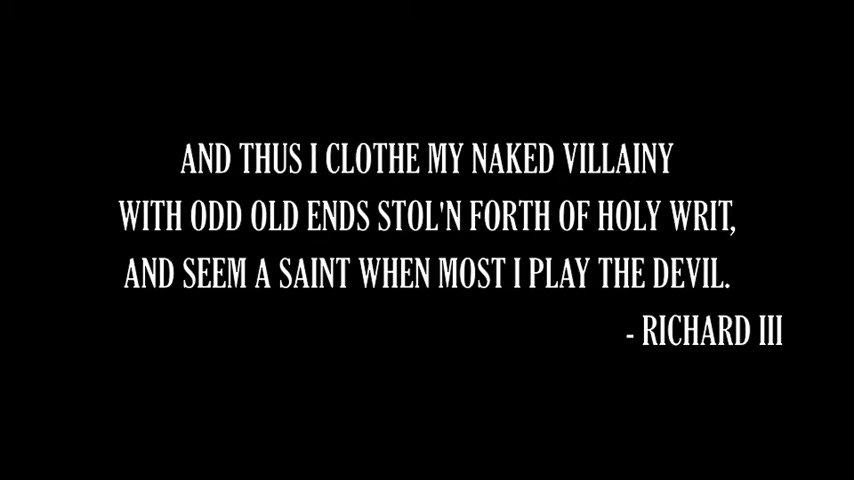 AND THUS I CLOTHE MY NAKED VILLAINY
WITH ODD OLD ENDS STOL'N FORTH OF HOLY WRIT,
AND SEEM A SAINT WHEN MOST I PLAY THE DEVIL.
- RICHARD III